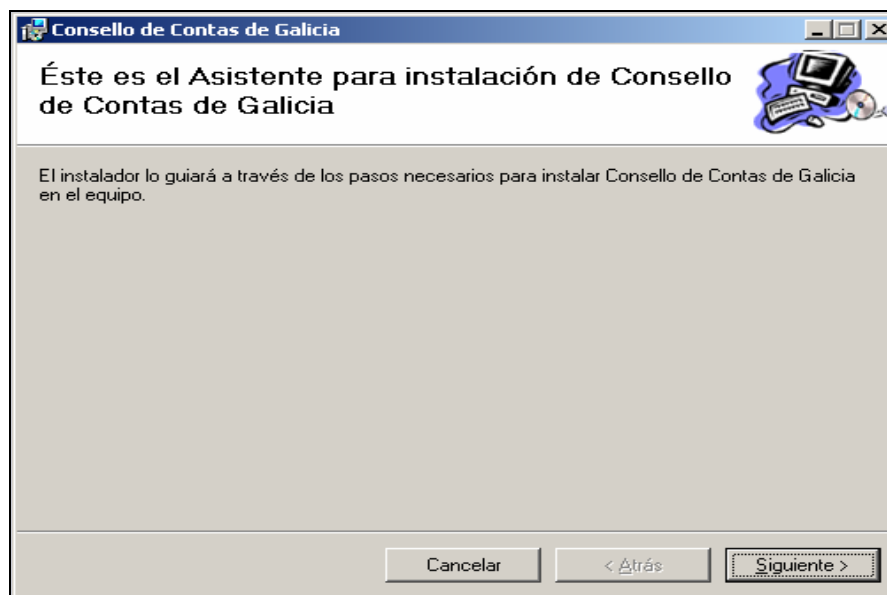 Consello de Contas de Galicia
Éste es el Asistente para instalación de Consello
de Contas de Galicia
El instalador lo guiará a través de los pasos necesarios para instalar Consello de Contas de Galicia
en el equipo.
Cancelar
< Atrás
Siguiente >